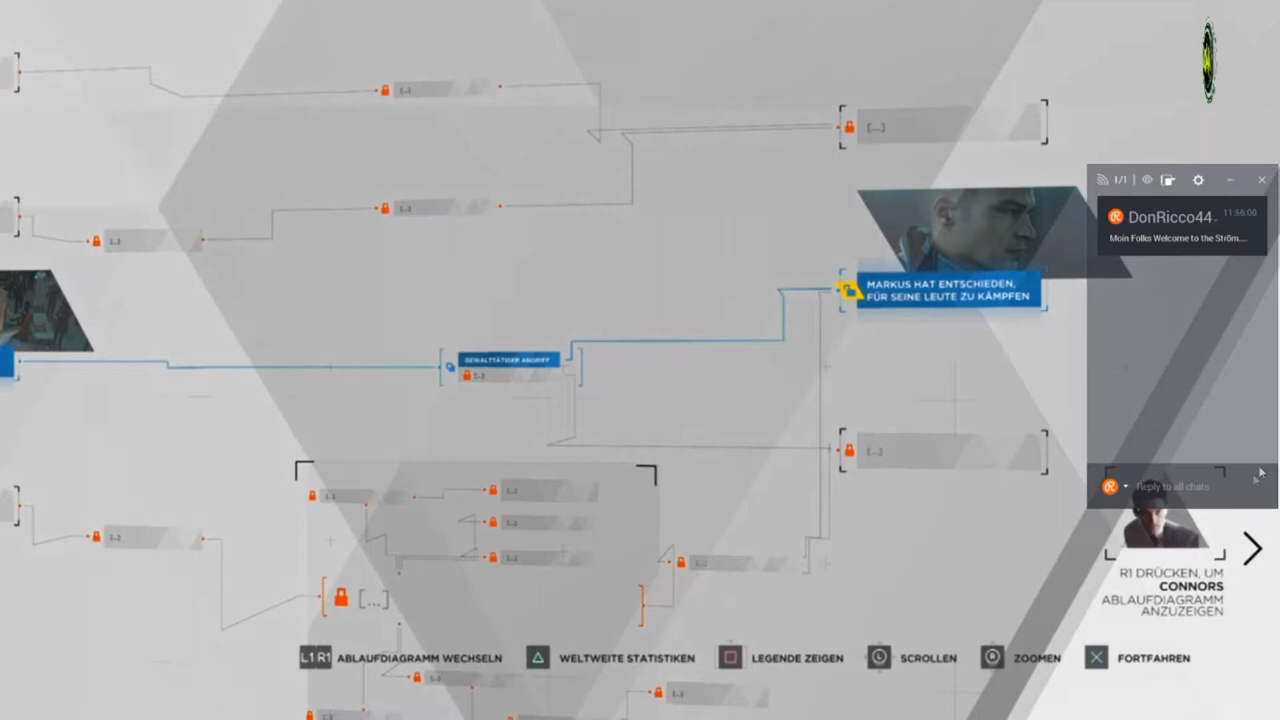 [...]
[...]
[...]
[...]
1/1
DonRicco44.
11:56:00
Moin Folks Welcome to the Ström....
MARKUS HAT ENTSCHIEDEN,
FÜR SEINE LEUTE ZU KÄMPFEN
GEWALTTÄTIGER ANGRIFF
[...]
[...]
[...]
[...]
[...]
[...]
[...]
[...]
[...]
Reply to all chats
R1 DRÜCKEN, UM
CONNORS
ABLAUFDIAGRAMM
ANZUZEIGEN
L1 R1 ABLAUFDIAGRAMM WECHSELN
WELTWEITE STATISTIKEN
LEGENDE ZEIGEN
L SCROLLEN
R ZOOMEN
FORTFAHREN
[...]
[...]